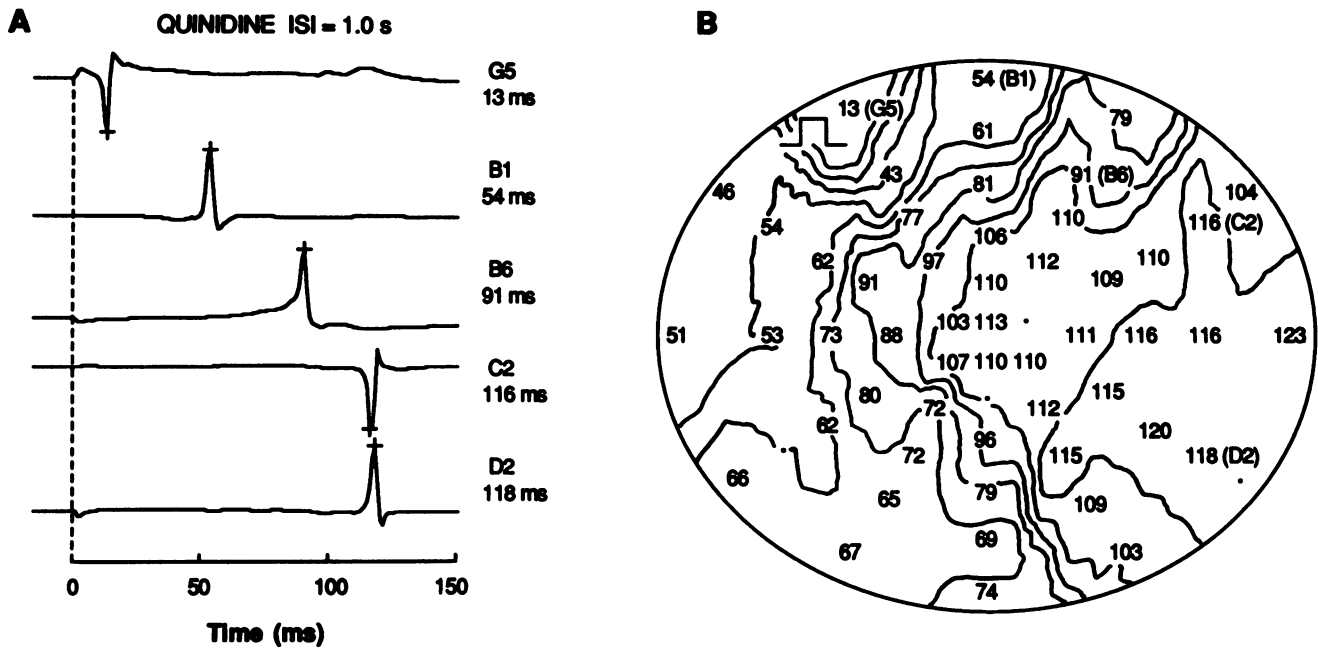 A
QUINIDINE ISI = 1.0 s
G5
13 ms
B1
54 ms
B6
91 ms
C2
116 ms
D2
118 ms
0 50 100 150
Time (ms)
B
54 (B1)
13 (G5) 79
61
43 81 91 (B6)
46 104
77 110 116 (C2)
54 106
62 97 112 110
91 110 109
103 113
51 53 73 88 111 116 116 123
107 110 110
80 115
72 112
62 96 120
72 115 118 (D2)
66 79
65 109
69
67 103
74